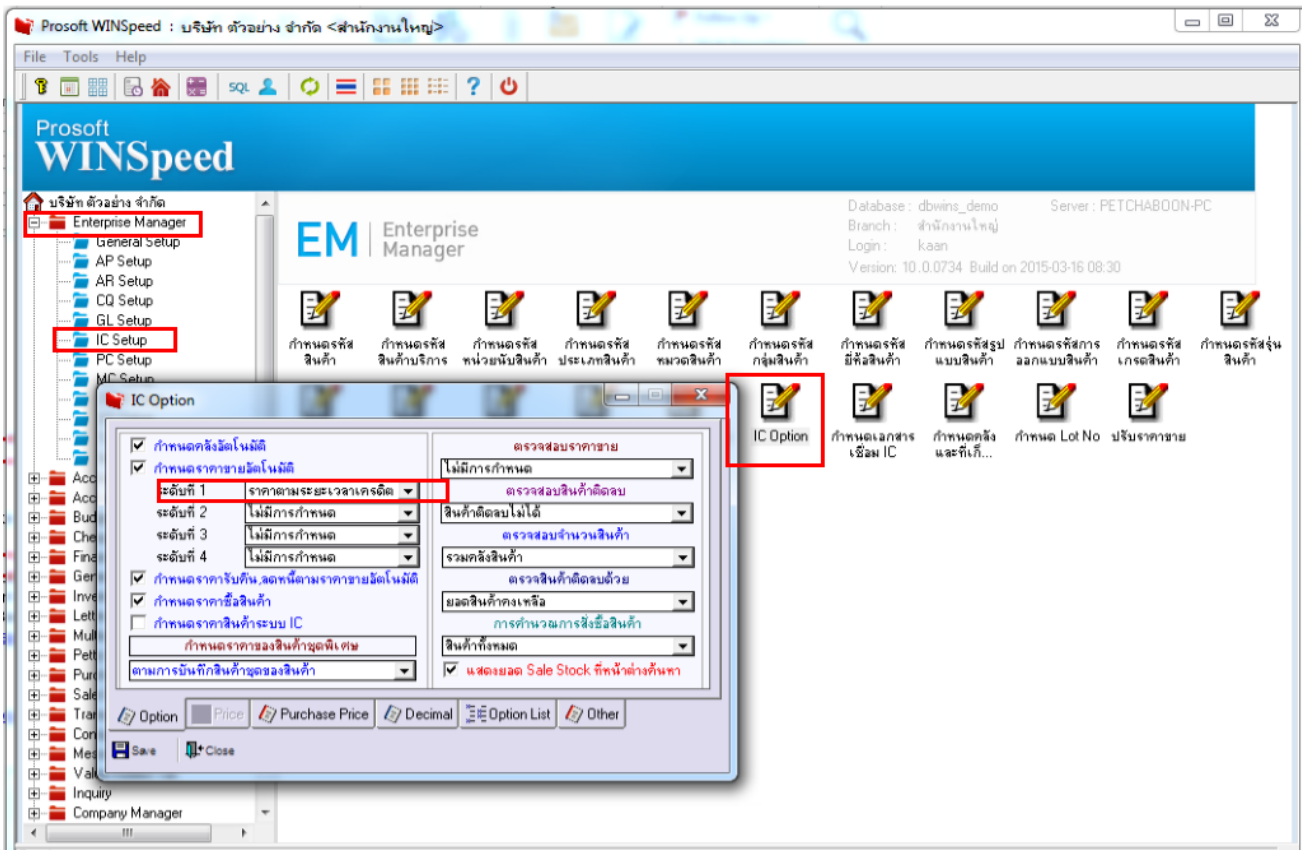 Prosoft WINSpeed : บริษัท ตัวอย่าง จำกัด <สำนักงานใหญ่>
File Tools Help
SQL
Prosoft
WINSpeed
บริษัท ตัวอย่าง จำกัด
Enterprise Manager
General Setup
AP Setup
AR Setup
CQ Setup
GL Setup
IC Setup
PC Setup
MC Setup
EM Enterprise Manager
Database : dbwins_demo Server : PETCHABOON-PC
Branch : สำนักงานใหญ่
Login : kaan
Version: 10.0.0734 Build on 2015-03-16 08:30
กำหนดรหัสสินค้า
กำหนดรหัสสินค้าบริการ
กำหนดรหัสหน่วยนับสินค้า
กำหนดรหัสประเภทสินค้า
กำหนดรหัสหมวดสินค้า
กำหนดรหัสกลุ่มสินค้า
กำหนดรหัสยี่ห้อสินค้า
กำหนดรหัสรูปแบบสินค้า
กำหนดรหัสการออกแบบสินค้า
กำหนดรหัสเกรดสินค้า
กำหนดรหัสรุ่นสินค้า
IC Option
กำหนดเอกสารเชื่อม IC
กำหนดคลังและที่เก็...
กำหนด Lot No
ปรับราคาขาย
IC Option
กำหนดคลังอัตโนมัติ
กำหนดราคาขายอัตโนมัติ
ระดับที่ 1 ราคาตามระยะเวลาเครดิต
ระดับที่ 2 ไม่มีการกำหนด
ระดับที่ 3 ไม่มีการกำหนด
ระดับที่ 4 ไม่มีการกำหนด
กำหนดราคารับคืน,ลดหนี้ตามราคาขายอัตโนมัติ
กำหนดราคาซื้อสินค้า
กำหนดราคาสินค้าระบบ IC
กำหนดราคาของสินค้าชุดพิเศษ
ตามการบันทึกสินค้าชุดของสินค้า
ตรวจสอบราคาขาย
ไม่มีการกำหนด
ตรวจสอบสินค้าติดลบ
สินค้าติดลบไม่ได้
ตรวจสอบจำนวนสินค้า
รวมคลังสินค้า
ตรวจสินค้าติดลบด้วย
ยอดสินค้าคงเหลือ
การคำนวณการสั่งซื้อสินค้า
สินค้าทั้งหมด
แสดงยอด Sale Stock ที่หน้าต่างค้นหา
Option Price Purchase Price Decimal Option List Other
Save Close
Acc
Acc
Bud
Che
Fina
Gen
Inve
Lett
Mult
Pett
Purc
Sale
Tran
Con
Mes
Inquiry
Company Manager